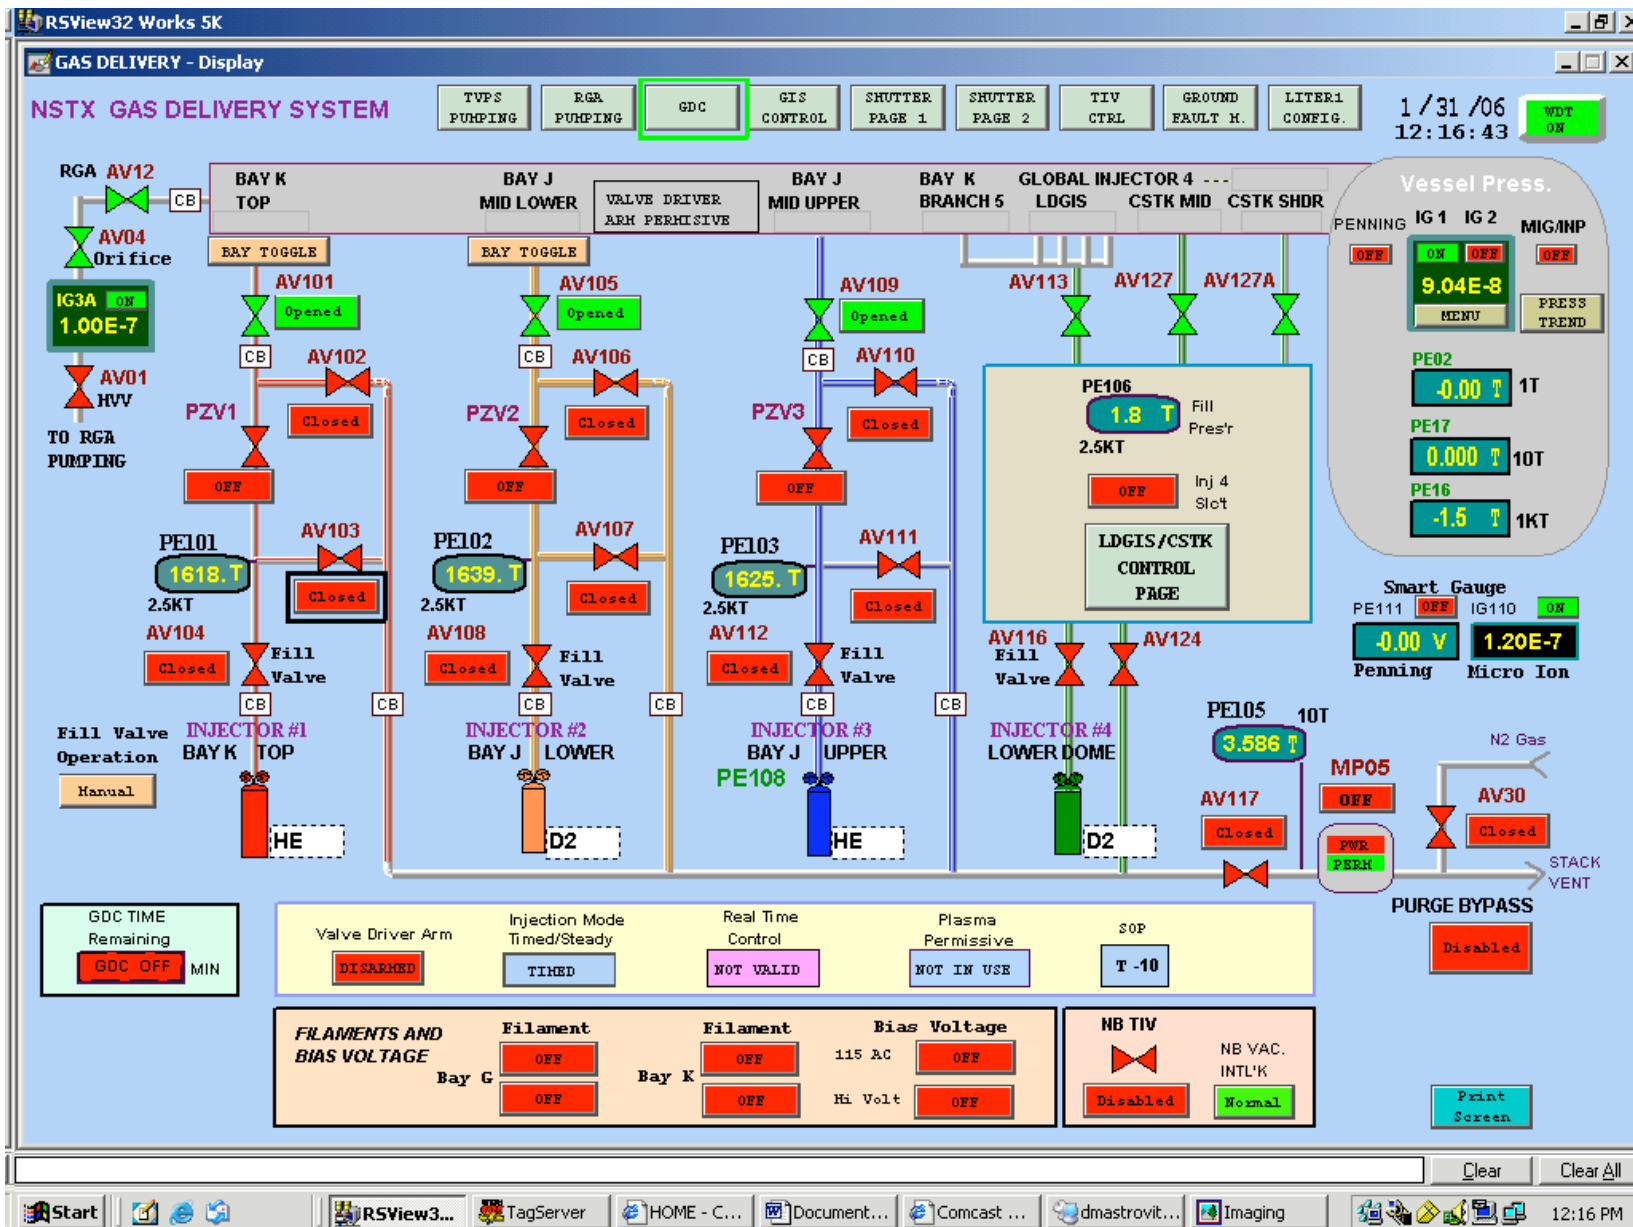 RSView32 Works 5K
GAS DELIVERY - Display
NSTX GAS DELIVERY SYSTEM
TVPS PUMPING
RGA PUMPING
GDC
GIS CONTROL
SHUTTER PAGE 1
SHUTTER PAGE 2
TIV CTRL
GROUND FAULT M.
LITER1 CONFIG.
1 / 31 /06
12:16:43
WDT ON
RGA AV12
CB
BAY K TOP
BAY J MID LOWER
VALVE DRIVER ARM PERMISIVE
BAY J MID UPPER
BAY K BRANCH 5
GLOBAL INJECTOR 4 ---
LDGIS
CSTK MID
CSTK SHDR
Vessel Press.
PENNING
OFF
IG 1
IG 2
ON
OFF
9.04E-8
MENU
MIG/INP
OFF
PRESS TREND
AV04
Orifice
IG3A ON
1.00E-7
AV01
HVV
TO RGA PUMPING
BAY TOGGLE
BAY TOGGLE
AV101
Opened
AV105
Opened
AV109
Opened
AV113
AV127
AV127A
CB
CB
CB
AV102
Closed
AV106
Closed
AV110
Closed
PZV1
OFF
PZV2
OFF
PZV3
OFF
PE106
1.8 T
2.5KT
Fill Pres'r
OFF
Inj 4 Slo't
LDGIS/CSTK CONTROL PAGE
PE02
-0.00 T 1T
PE17
0.000 T 10T
PE16
-1.5 T 1KT
PE101
1618. T
2.5KT
AV103
Closed
PE102
1639. T
2.5KT
AV107
Closed
PE103
1625. T
2.5KT
AV111
Closed
Smart Gauge
PE111 OFF IG110 ON
-0.00 V
1.20E-7
Penning
Micro Ion
AV104
Closed
Fill Valve
AV108
Closed
Fill Valve
AV112
Closed
Fill Valve
AV116
Fill Valve
AV124
CB
CB
CB
CB
CB
CB
Fill Valve Operation
Manual
INJECTOR #1
BAY K TOP
INJECTOR #2
BAY J LOWER
INJECTOR #3
BAY J UPPER
PE108
INJECTOR #4
LOWER DOME
HE
D2
HE
D2
PE105 10T
3.586 T
N2 Gas
MP05
OFF
PWR
PERM
AV117
Closed
AV30
Closed
STACK VENT
PURGE BYPASS
Disabled
GDC TIME Remaining
GDC OFF MIN
Valve Driver Arm
DISARMED
Injection Mode Timed/Steady
TIMED
Real Time Control
NOT VALID
Plasma Permissive
NOT IN USE
SOP
T -10
FILAMENTS AND BIAS VOLTAGE
Filament
Bay G
OFF
OFF
Filament
Bay K
OFF
OFF
Bias Voltage
115 AC OFF
Hi Volt OFF
NB TIV
Disabled
NB VAC. INTL'K
Normal
Print Screen
Clear
Clear All
Start
RSView3...
TagServer
HOME - C...
Document...
Comcast ...
dmastrovit...
Imaging
12:16 PM